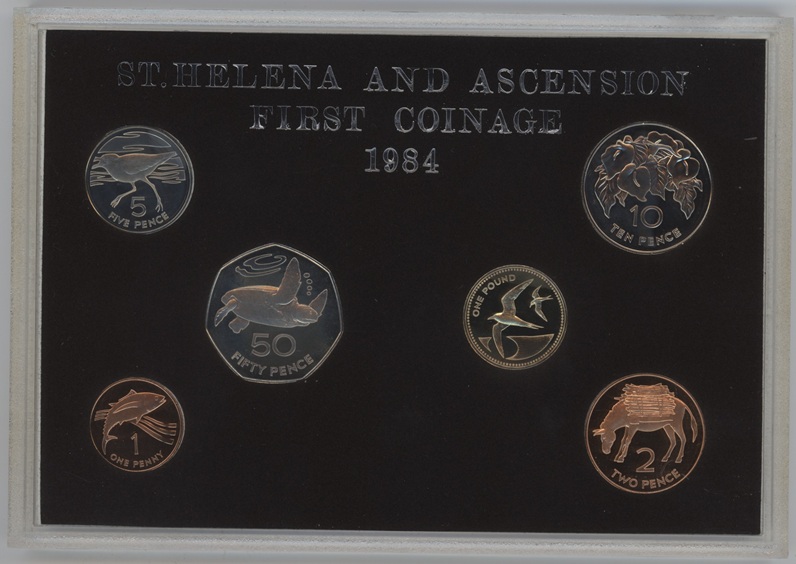 ST. HELENA AND ASCENSION
FIRST COINAGE
1984
5
FIVE PENCE
10
TEN PENCE
50
FIFTY PENCE
ONE POUND
1
ONE PENNY
2
TWO PENCE